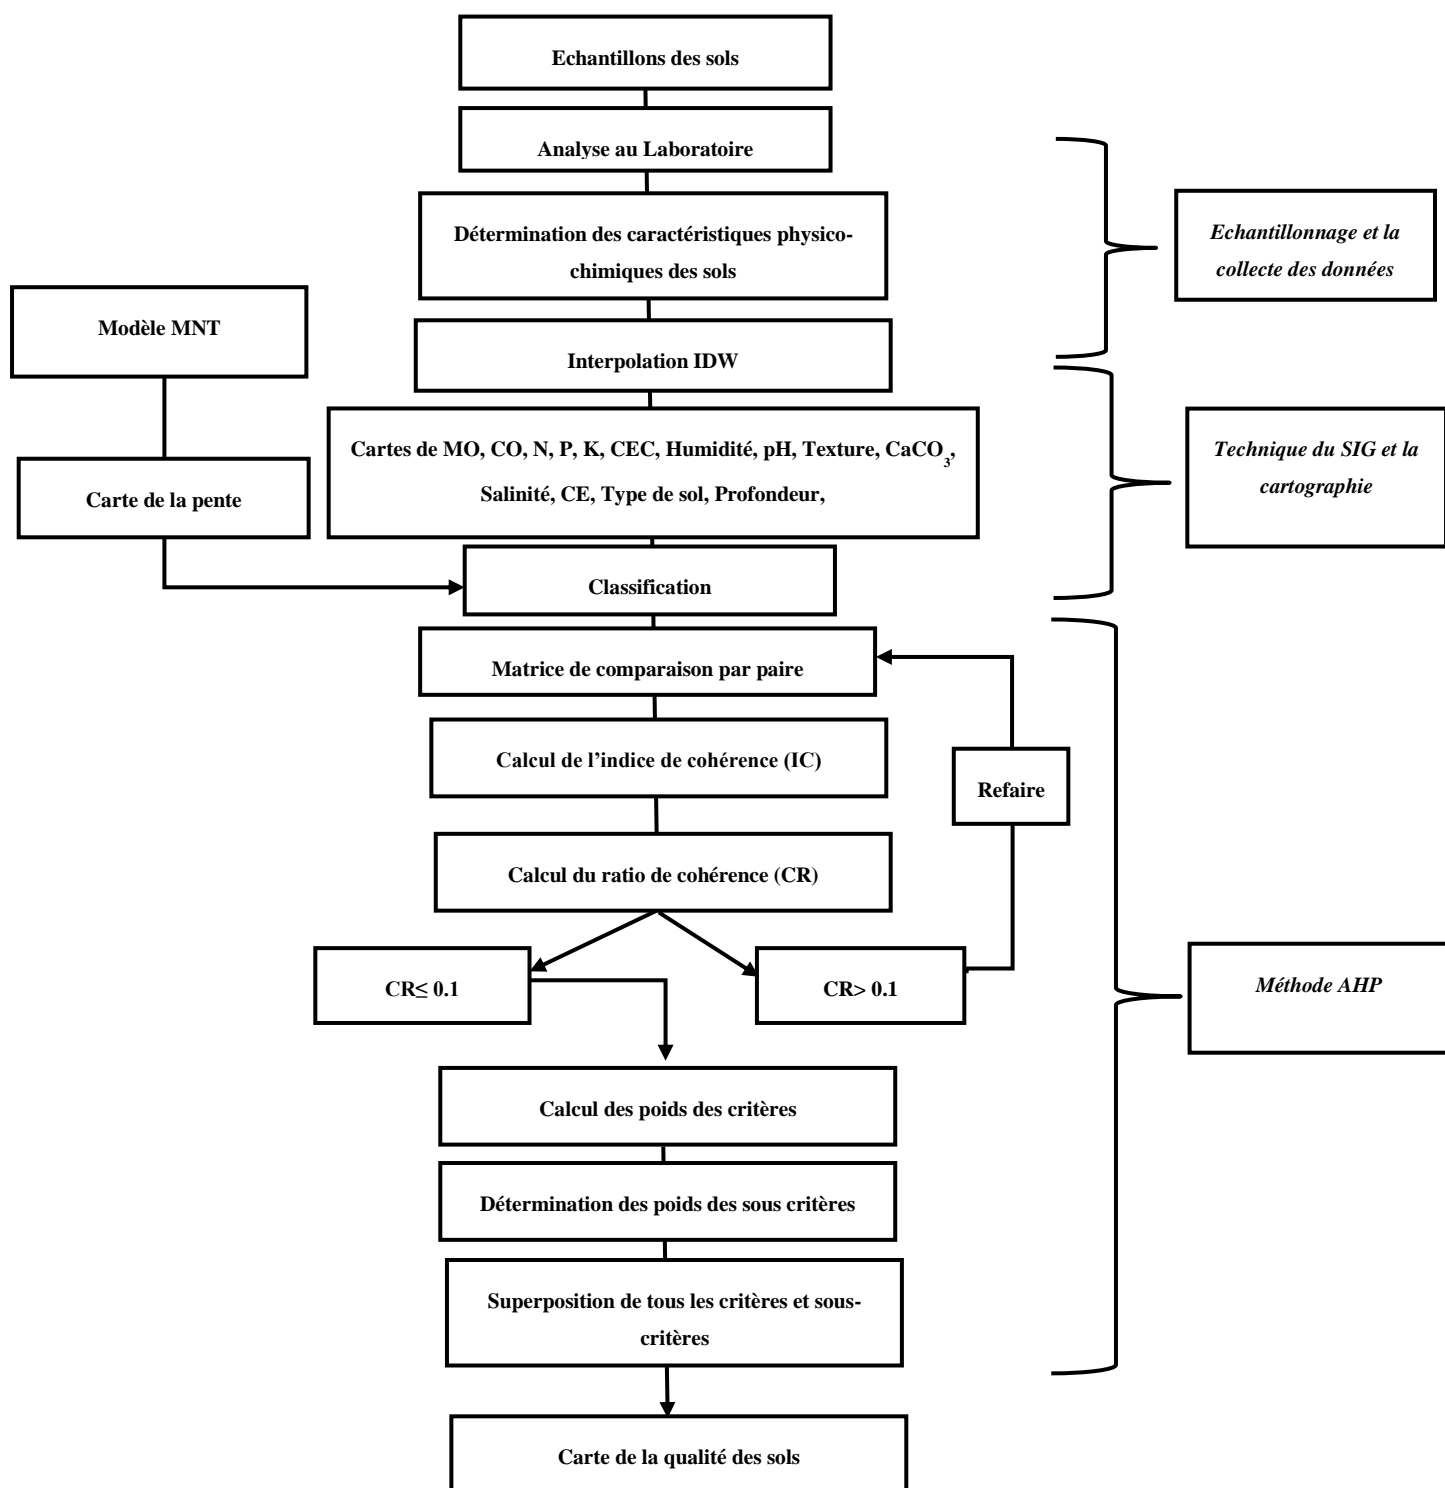 Echantillons des sols
Analyse au Laboratoire
Détermination des caractéristiques physico-
chimiques des sols
Echantillonnage et la
collecte des données
Modèle MNT
Interpolation IDW
Cartes de MO, CO, N, P, K, CEC, Humidité, pH, Texture, CaCO₃,
Salinité, CE, Type de sol, Profondeur,
Technique du SIG et la
cartographie
Carte de la pente
Classification
Matrice de comparaison par paire
Calcul de l’indice de cohérence (IC)
Refaire
Calcul du ratio de cohérence (CR)
CR≤ 0.1
CR> 0.1
Méthode AHP
Calcul des poids des critères
Détermination des poids des sous critères
Superposition de tous les critères et sous-
critères
Carte de la qualité des sols